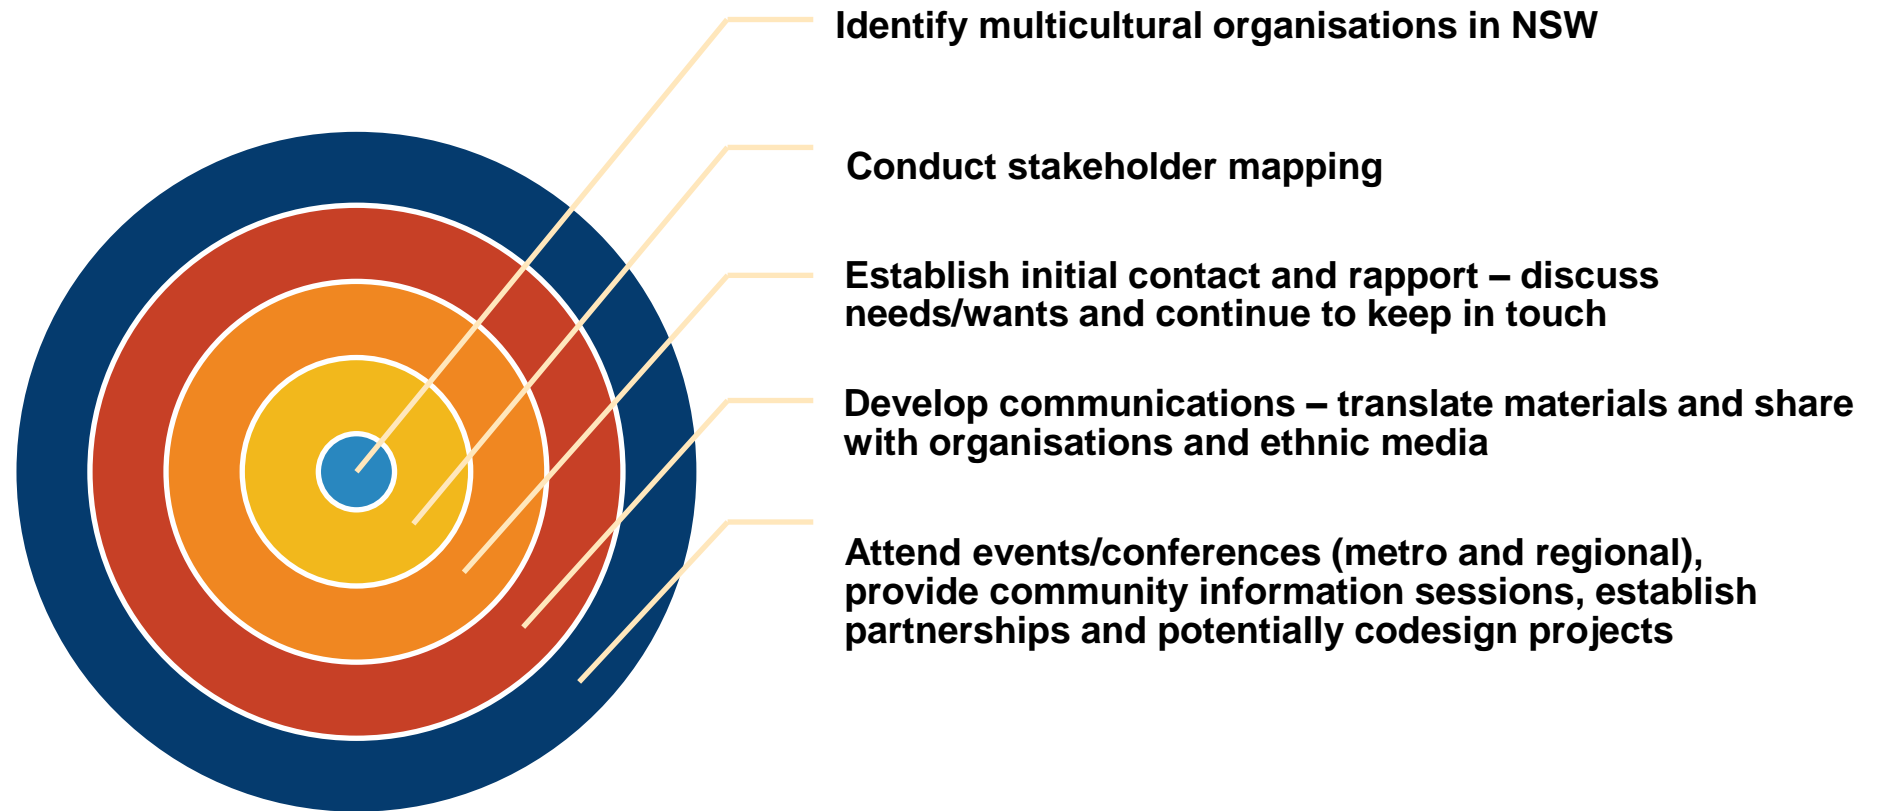 Identify multicultural organisations in NSW
Conduct stakeholder mapping
Establish initial contact and rapport – discuss
needs/wants and continue to keep in touch
Develop communications – translate materials and share
with organisations and ethnic media
Attend events/conferences (metro and regional),
provide community information sessions, establish
partnerships and potentially codesign projects